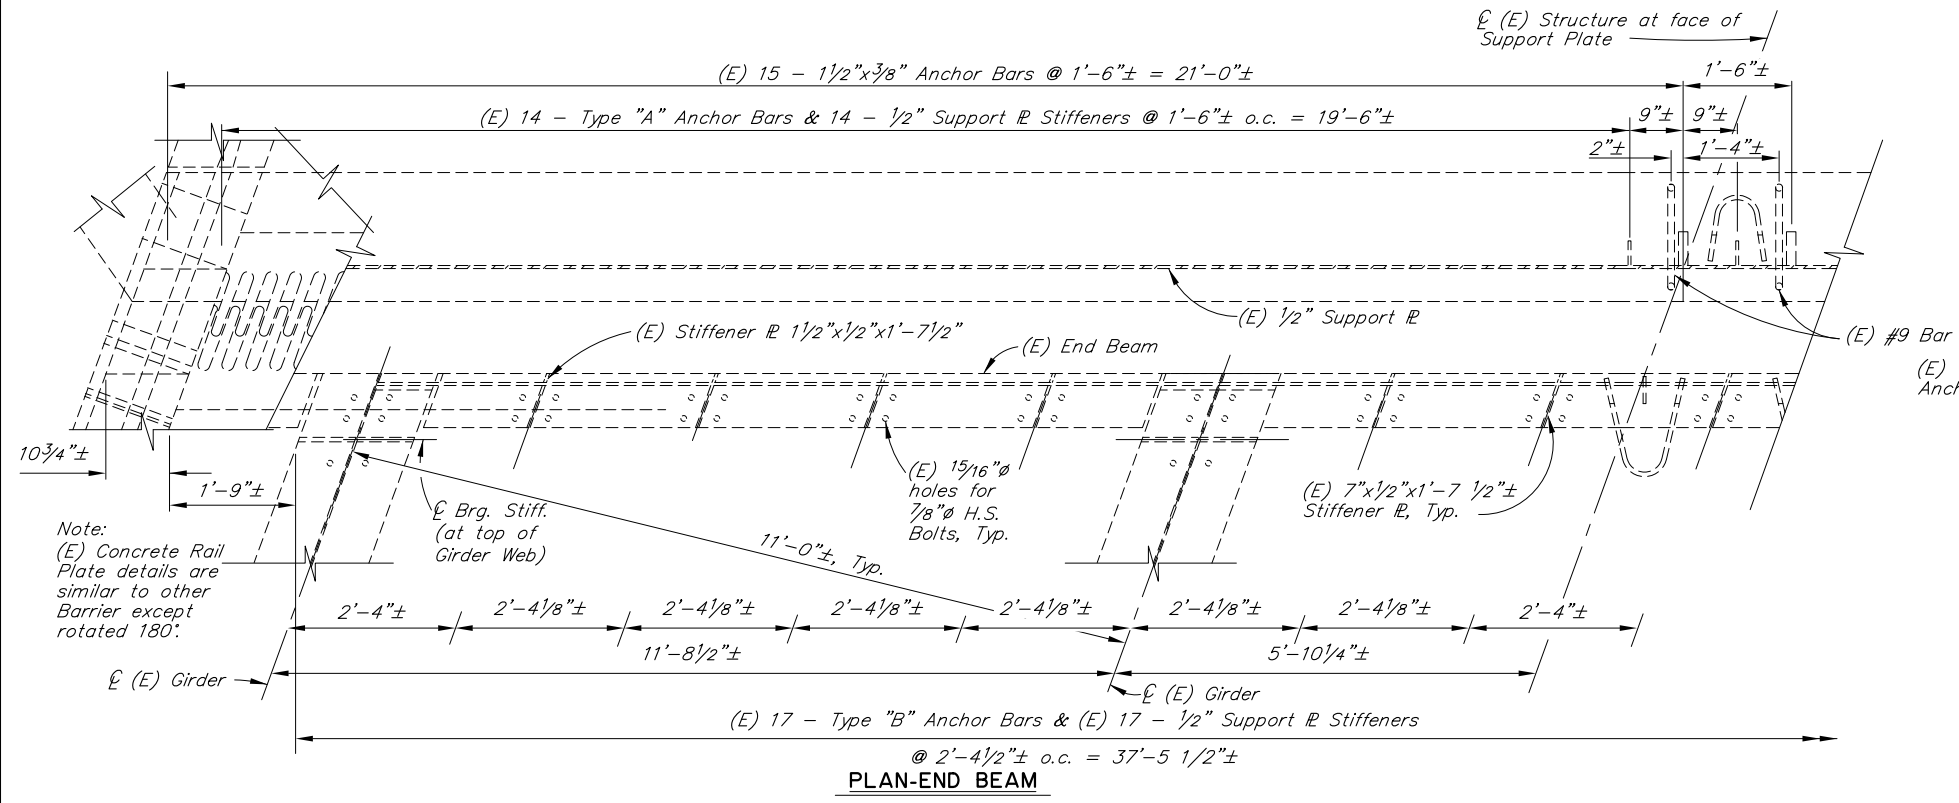 ℄ (E) Structure at face of
Support Plate
(E) 15 - 1½"x⅜" Anchor Bars @ 1'-6"± = 21'-0"±
1'-6"±
(E) 14 - Type "A" Anchor Bars & 14 - ½" Support ℙL Stiffeners @ 1'-6"± o.c. = 19'-6"±
9"±
9"±
2"±
1'-4"±
(E) ½" Support PL
(E) Stiffener PL 1½"x½"x1'-7½"
(E) End Beam
(E) #9 Bar
(E)
Anch
10¾"±
1'-9"±
Note:
(E) Concrete Rail
Plate details are
similar to other
Barrier except
rotated 180°.
℄ Brg. Stiff.
(at top of
Girder Web)
11'-0"±, Typ.
(E) 15/16"ø
holes for
⅞"ø H.S.
Bolts, Typ.
(E) 7"x½"x1'-7 ½"±
Stiffener PL, Typ.
2'-4"±
2'-4⅛"±
2'-4⅛"±
2'-4⅛"±
2'-4⅛"±
2'-4⅛"±
2'-4⅛"±
2'-4"±
11'-8½"±
5'-10¼"±
℄ (E) Girder
℄ (E) Girder
(E) 17 - Type "B" Anchor Bars & (E) 17 - ½" Support PL Stiffeners
@ 2'-4½"± o.c. = 37'-5 1/2"±
PLAN-END BEAM